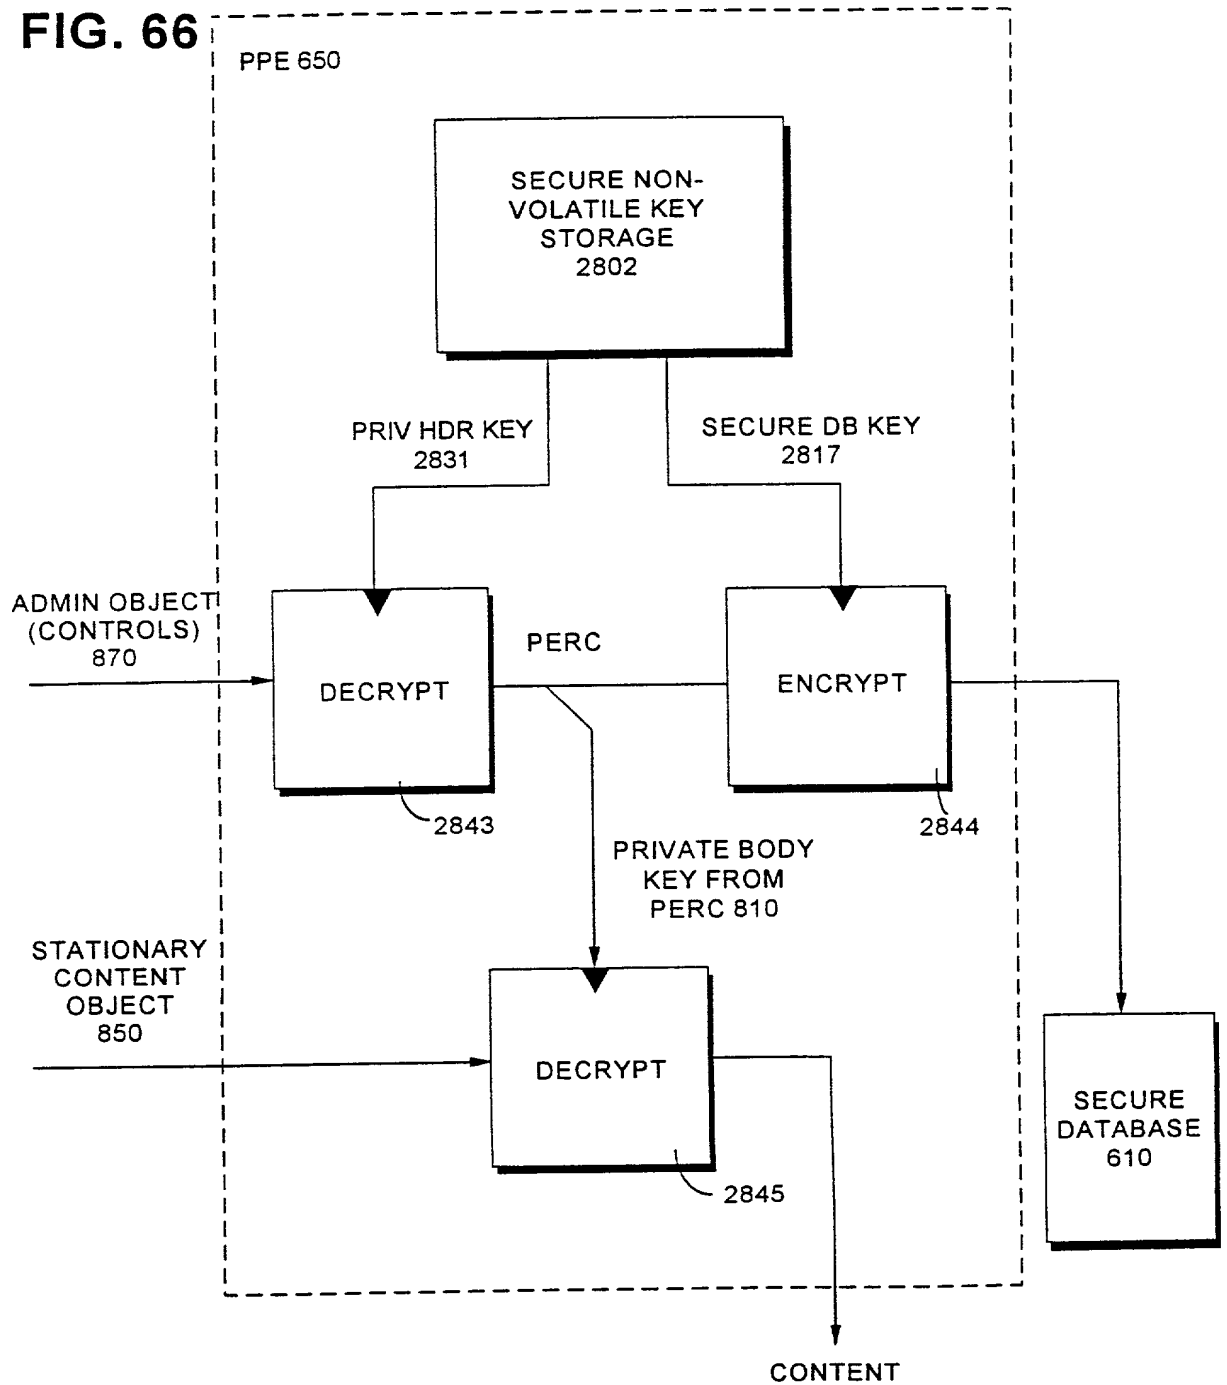 FIG. 66
PPE 650
SECURE NON-
VOLATILE KEY
STORAGE
2802
PRIV HDR KEY
2831
SECURE DB KEY
2817
ADMIN OBJECT
(CONTROLS)
870
DECRYPT
PERC
ENCRYPT
2843
2844
PRIVATE BODY
KEY FROM
PERC 810
STATIONARY
CONTENT
OBJECT
850
DECRYPT
2845
SECURE
DATABASE
610
CONTENT